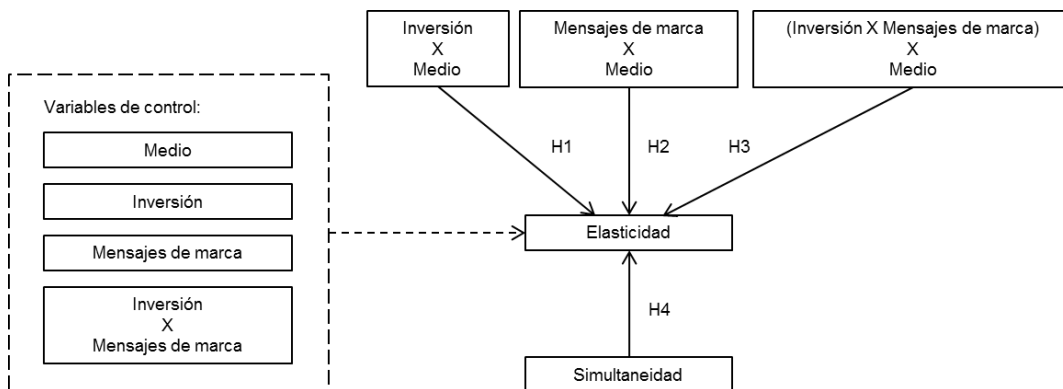 Inversión
X
Medio
Mensajes de marca
X
Medio
(Inversión X Mensajes de marca)
X
Medio
Variables de control:
Medio
Inversión
Mensajes de marca
Inversión
X
Mensajes de marca
H1
H2
H3
Elasticidad
H4
Simultaneidad